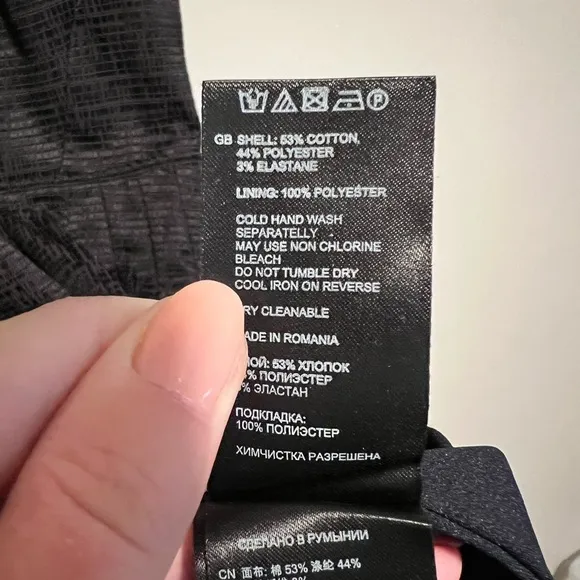 GB SHELL: 53% COTTON,
44% POLYESTER
3% ELASTANE
LINING: 100% POLYESTER
COLD HAND WASH
SEPARATELLY
MAY USE NON CHLORINE
BLEACH
DO NOT TUMBLE DRY
COOL IRON ON REVERSE
RY CLEANABLE
ADE IN ROMANIA
ОЙ: 53% ХЛОПОК
% ПОЛИЭСТЕР
% ЭЛАСТАН
ПОДКЛАДКА:
100% ПОЛИЭСТЕР
ХИМЧИСТКА РАЗРЕШЕНА
СДЕЛАНО В РУМЫНИИ
CN 面布: 棉 53% 涤纶 44%